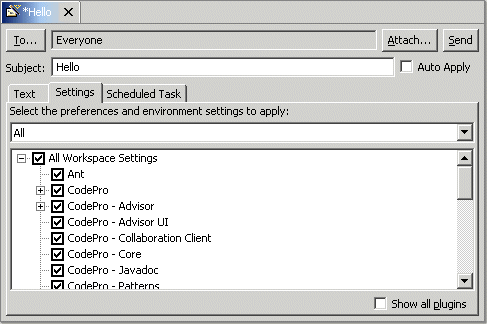 *Hello
To... Everyone Attach... Send
Subject: Hello Auto Apply
Text Settings Scheduled Task
Select the preferences and environment settings to apply:
All
All Workspace Settings
Ant
CodePro
CodePro - Advisor
CodePro - Advisor UI
CodePro - Collaboration Client
CodePro - Core
CodePro - Javadoc
CodePro - Patterns
Show all plugins